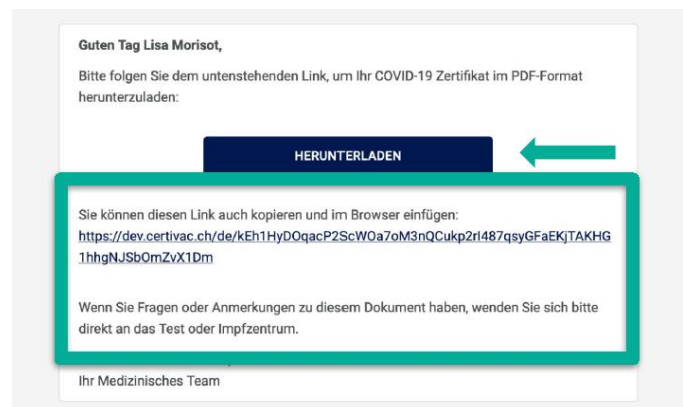 Guten Tag Lisa Morisot,
Bitte folgen Sie dem untenstehenden Link, um Ihr COVID-19 Zertifikat im PDF-Format
herunterzuladen:
HERUNTERLADEN
Sie können diesen Link auch kopieren und im Browser einfügen:
https://dev.certivac.ch/de/kEh1HyDOqacP2ScWOa7oM3nQCukp2rI487qsyGFaEKjTAKHG
1hhgNJSbOmZvX1Dm
Wenn Sie Fragen oder Anmerkungen zu diesem Dokument haben, wenden Sie sich bitte
direkt an das Test oder Impfzentrum.
Ihr Medizinisches Team